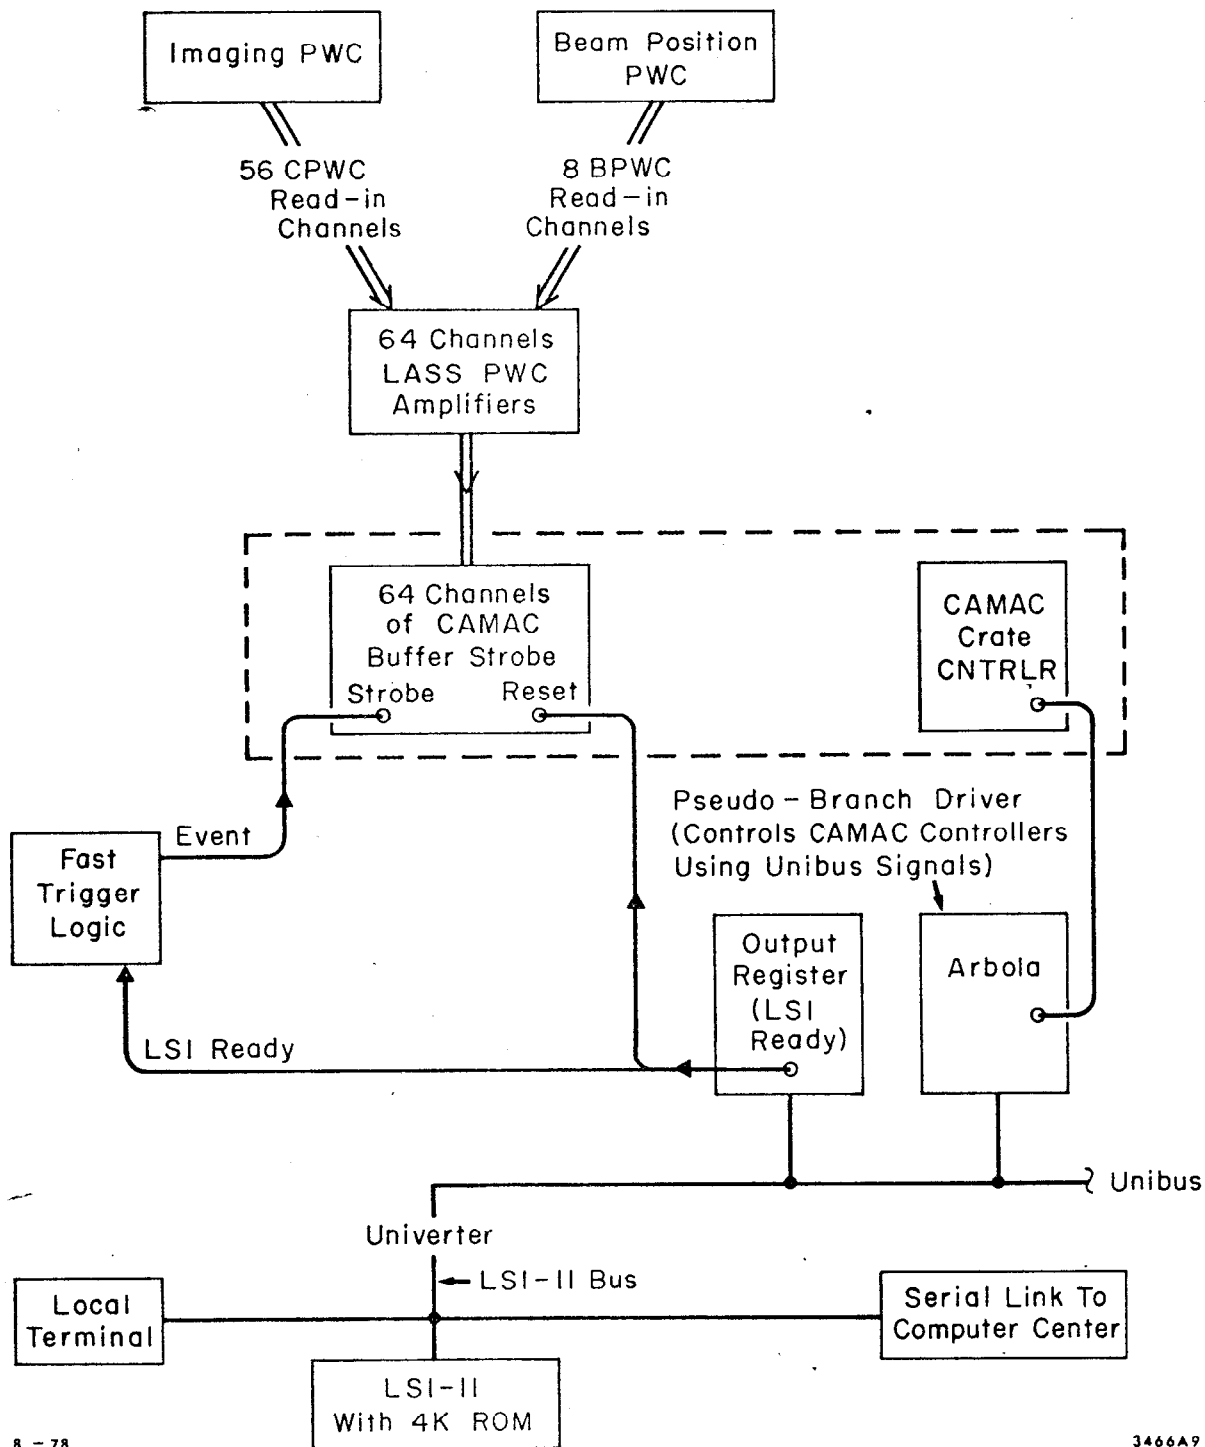 Imaging PWC
Beam Position
PWC
56 CPWC
Read-in
Channels
8 BPWC
Read-in
Channels
64 Channels
LASS PWC
Amplifiers
64 Channels
of CAMAC
Buffer Strobe
Strobe
Reset
CAMAC
Crate
CNTRLR
Pseudo-Branch Driver
(Controls CAMAC Controllers
Using Unibus Signals)
Event
Fast
Trigger
Logic
Output
Register
(LSI
Ready)
Arbola
LSI Ready
Unibus
Univerter
LSI-11 Bus
Local
Terminal
Serial Link To
Computer Center
LSI-11
With 4K ROM
8-78
3466A9